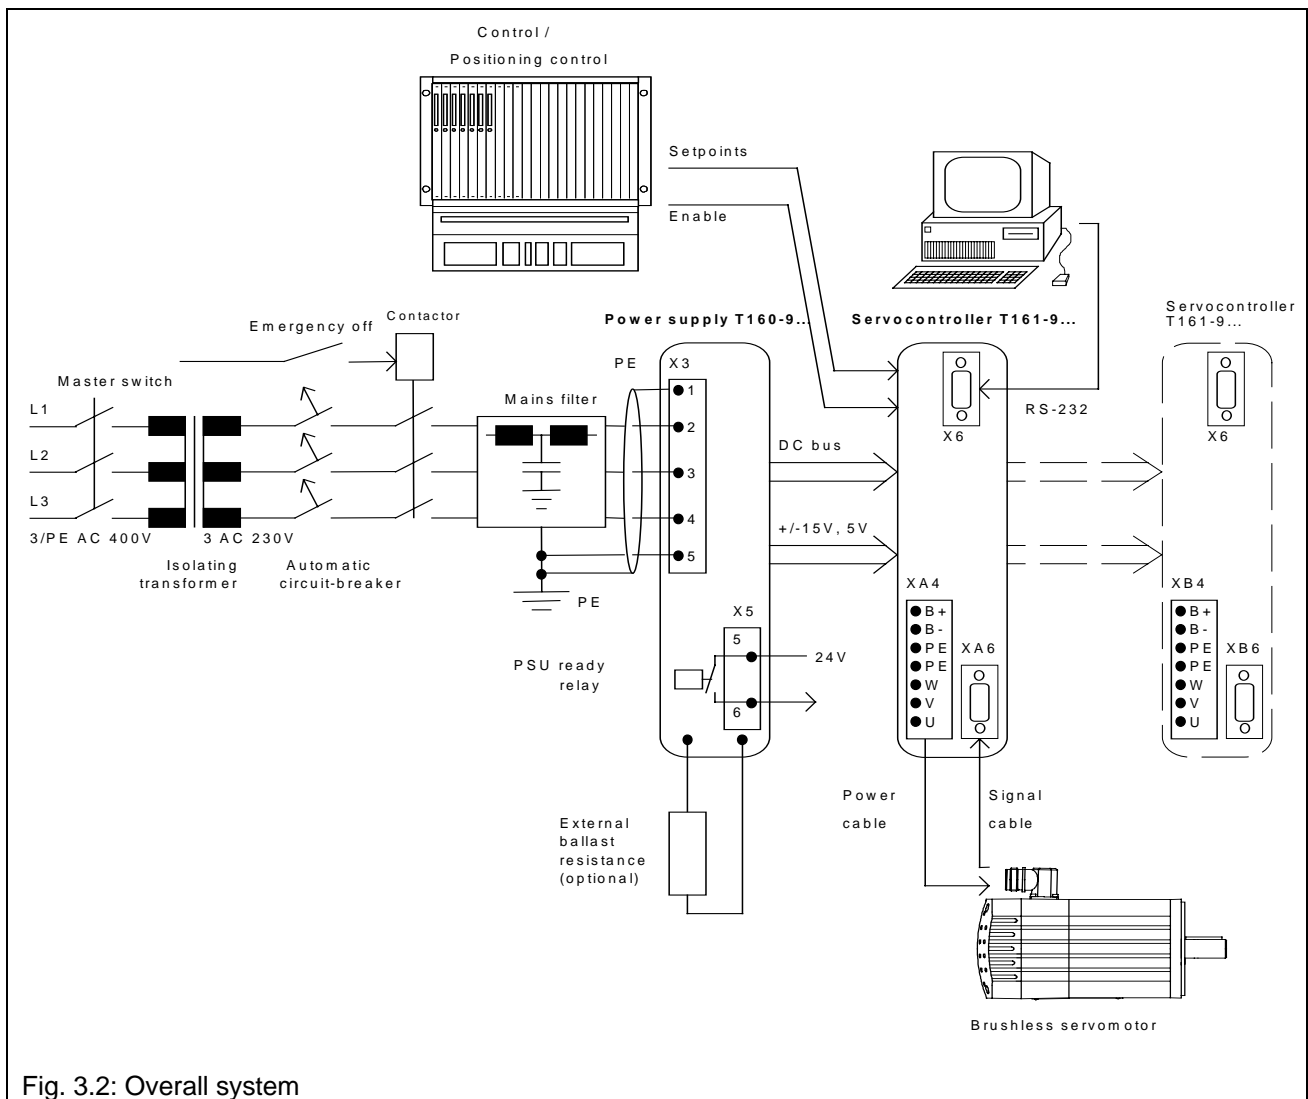 Control /
Positioning control
Setpoints
Enable
Emergency off
Contactor
Power supply T160-9...
Servocontroller T161-9...
Servocontroller
T161-9...
PE
X3
Master switch
Mains filter
1
RS-232
L1
2
X6
X6
L2
3
DC bus
L3
4
+/-15V, 5V
3/PE AC 400V
3 AC 230V
5
Isolating
transformer
Automatic
circuit-breaker
PE
XA4
XB4
X5
B+
B-
PE
PE
W
V
U
XA6
B+
B-
PE
PE
W
V
U
XB6
5
24V
PSU ready
relay
6
Power
cable
Signal
cable
External
ballast
resistance
(optional)
Brushless servomotor
Fig. 3.2: Overall system